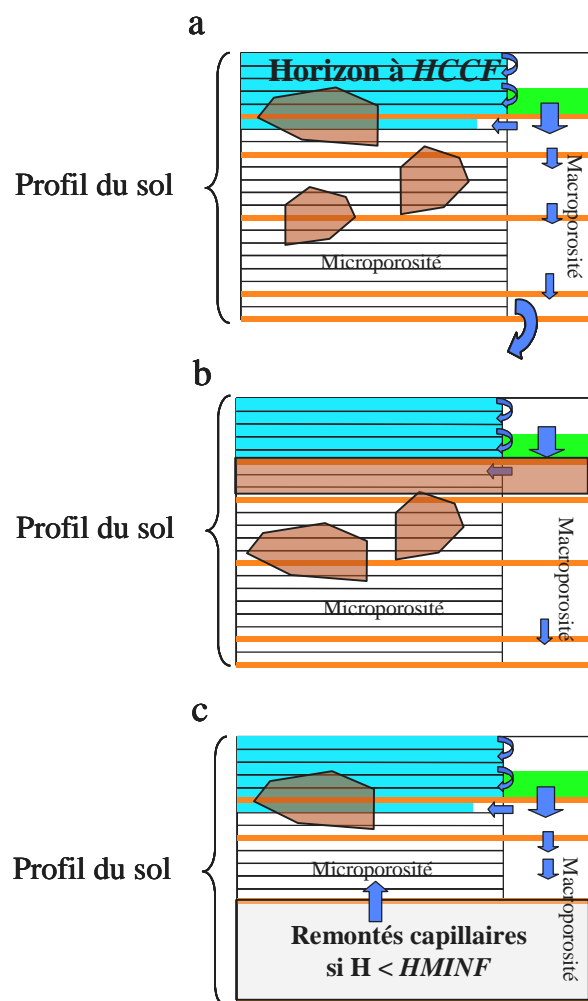 a
Horizon à HCCF
Profil du sol
Macroporosité
Microporosité
b
Profil du sol
Macroporosité
Microporosité
c
Profil du sol
Microporosité
Macroporosité
Remontés capillaires
si H < HMINF